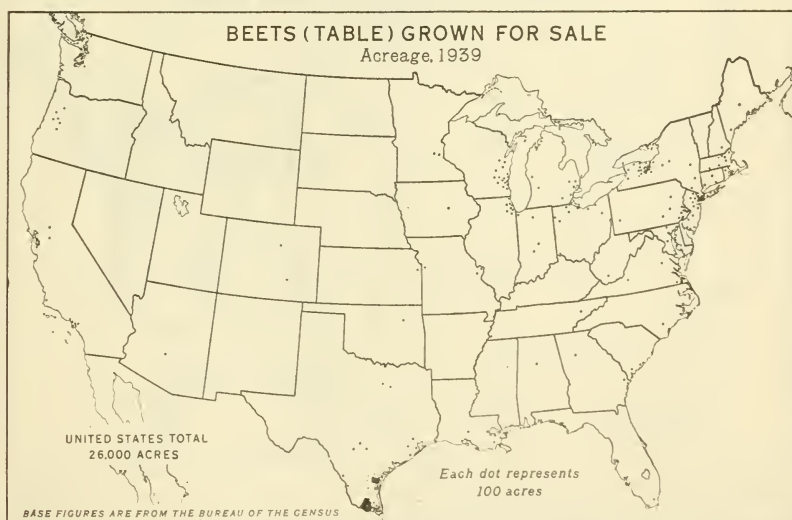 BEETS (TABLE) GROWN FOR SALE
Acreage, 1939
UNITED STATES TOTAL
26,000 ACRES
Each dot represents
100 acres
BASE FIGURES ARE FROM THE BUREAU OF THE CENSUS